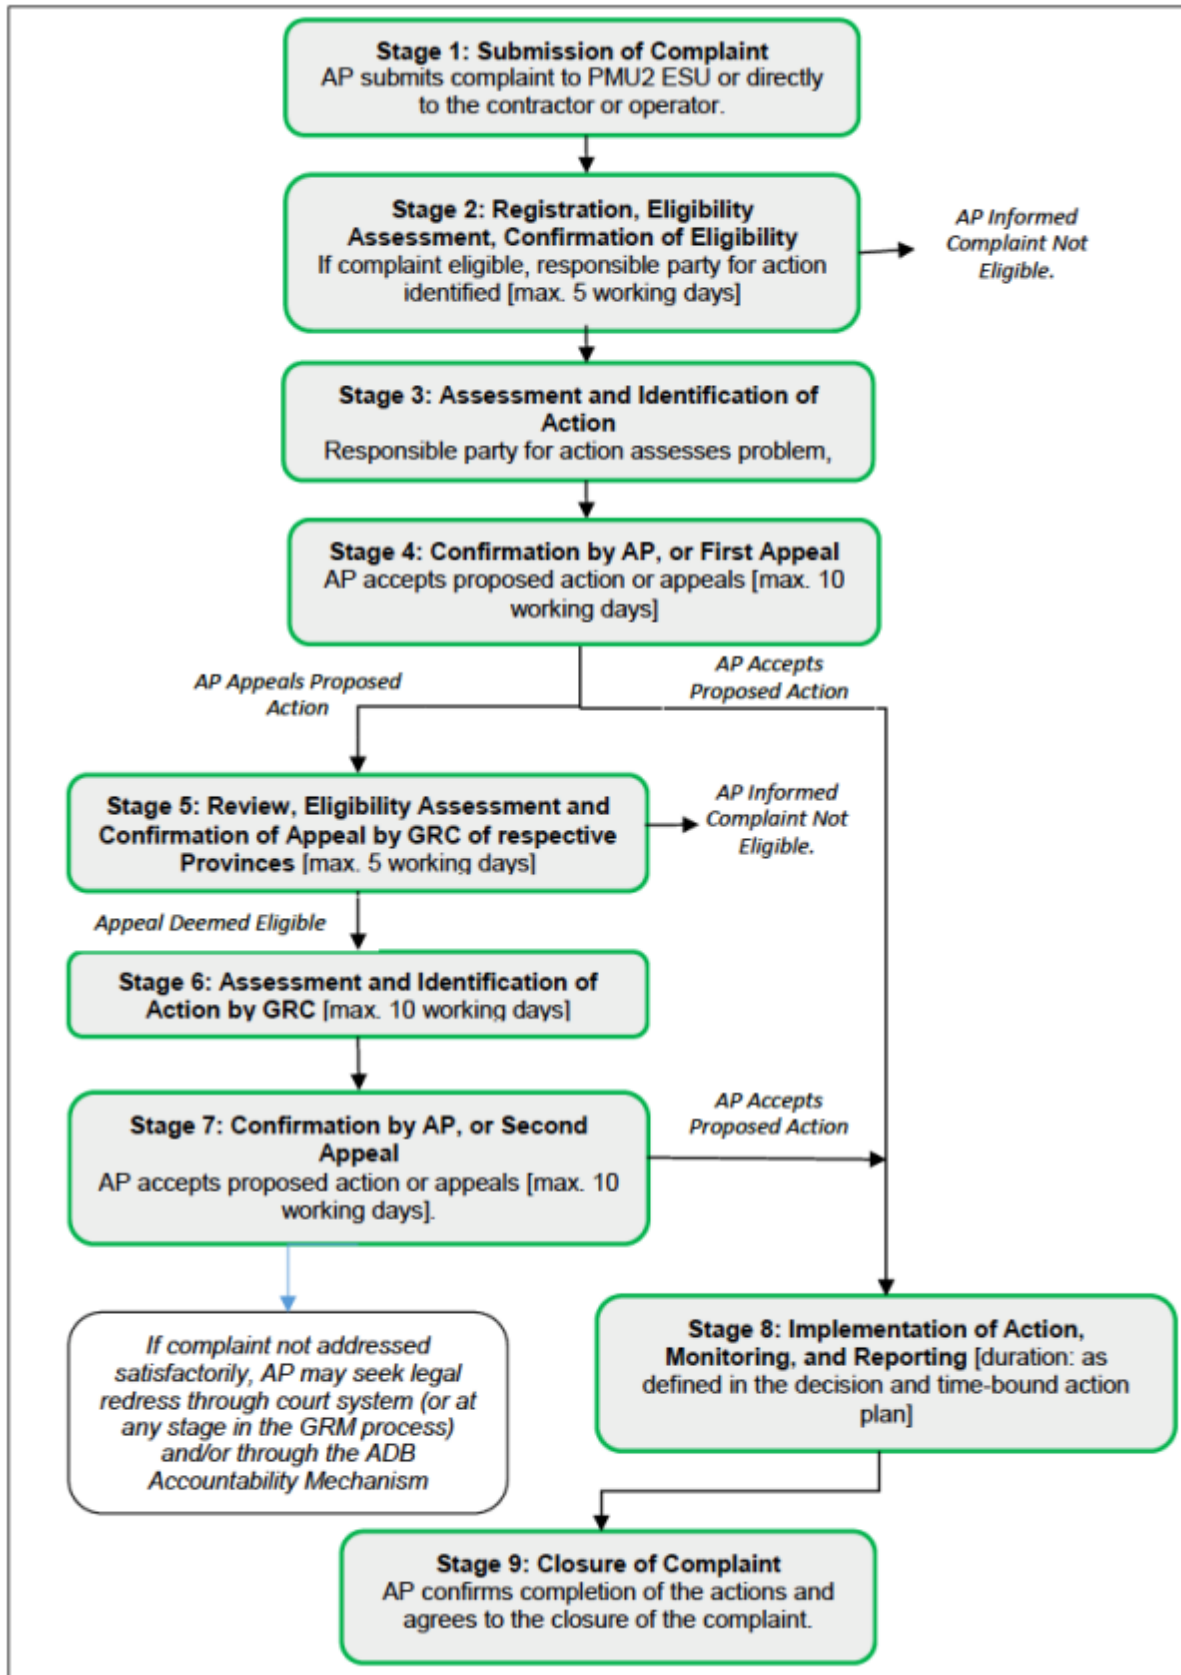 Stage 1: Submission of Complaint
AP submits complaint to PMU2 ESU or directly
to the contractor or operator.
Stage 2: Registration, Eligibility
Assessment, Confirmation of Eligibility
If complaint eligible, responsible party for action
identified [max. 5 working days]
AP Informed
Complaint Not
Eligible.
Stage 3: Assessment and Identification of
Action
Responsible party for action assesses problem,
Stage 4: Confirmation by AP, or First Appeal
AP accepts proposed action or appeals [max. 10
working days]
AP Appeals Proposed
Action
AP Accepts
Proposed Action
Stage 5: Review, Eligibility Assessment and
Confirmation of Appeal by GRC of respective
Provinces [max. 5 working days]
AP Informed
Complaint Not
Eligible.
Appeal Deemed Eligible
Stage 6: Assessment and Identification of
Action by GRC [max. 10 working days]
Stage 7: Confirmation by AP, or Second
Appeal
AP accepts proposed action or appeals [max. 10
working days].
AP Accepts
Proposed Action
If complaint not addressed
satisfactorily, AP may seek legal
redress through court system (or at
any stage in the GRM process)
and/or through the ADB
Accountability Mechanism
Stage 8: Implementation of Action,
Monitoring, and Reporting [duration: as
defined in the decision and time-bound action
plan]
Stage 9: Closure of Complaint
AP confirms completion of the actions and
agrees to the closure of the complaint.